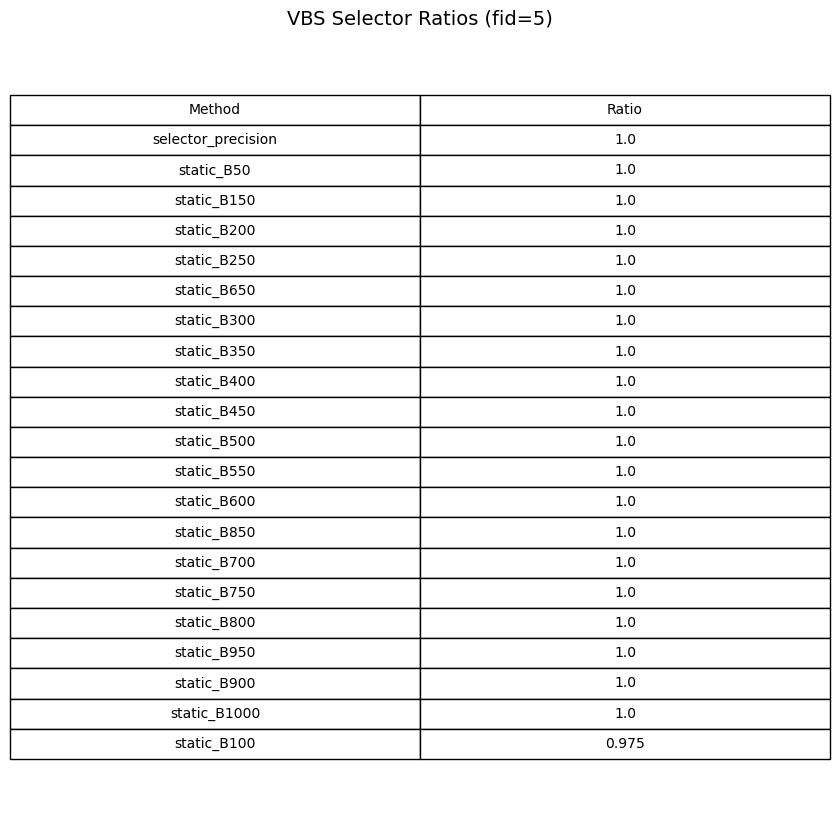 VBS Selector Ratios (fid=5)
Method Ratio
selector_precision 1.0
static_B50 1.0
static_B150 1.0
static_B200 1.0
static_B250 1.0
static_B650 1.0
static_B300 1.0
static_B350 1.0
static_B400 1.0
static_B450 1.0
static_B500 1.0
static_B550 1.0
static_B600 1.0
static_B850 1.0
static_B700 1.0
static_B750 1.0
static_B800 1.0
static_B950 1.0
static_B900 1.0
static_B1000 1.0
static_B100 0.975